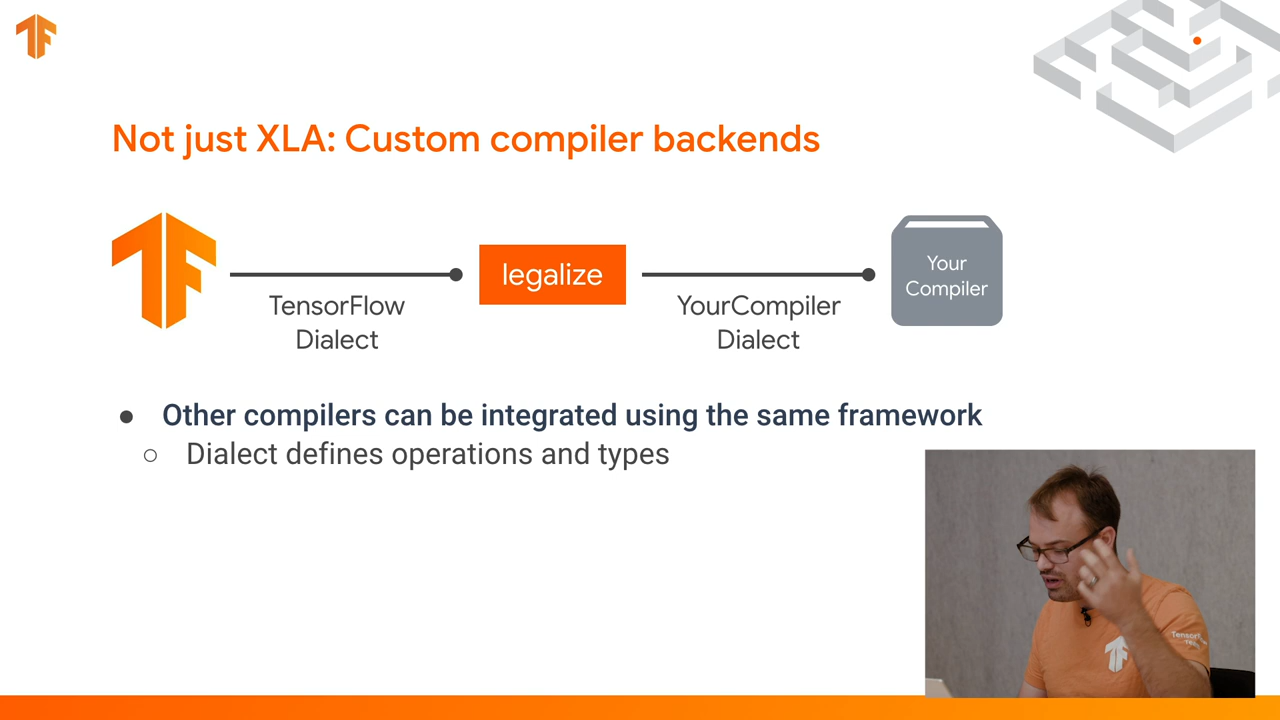 Not just XLA: Custom compiler backends
TensorFlow
Dialect
legalize
YourCompiler
Dialect
Your
Compiler
● Other compilers can be integrated using the same framework
○ Dialect defines operations and types